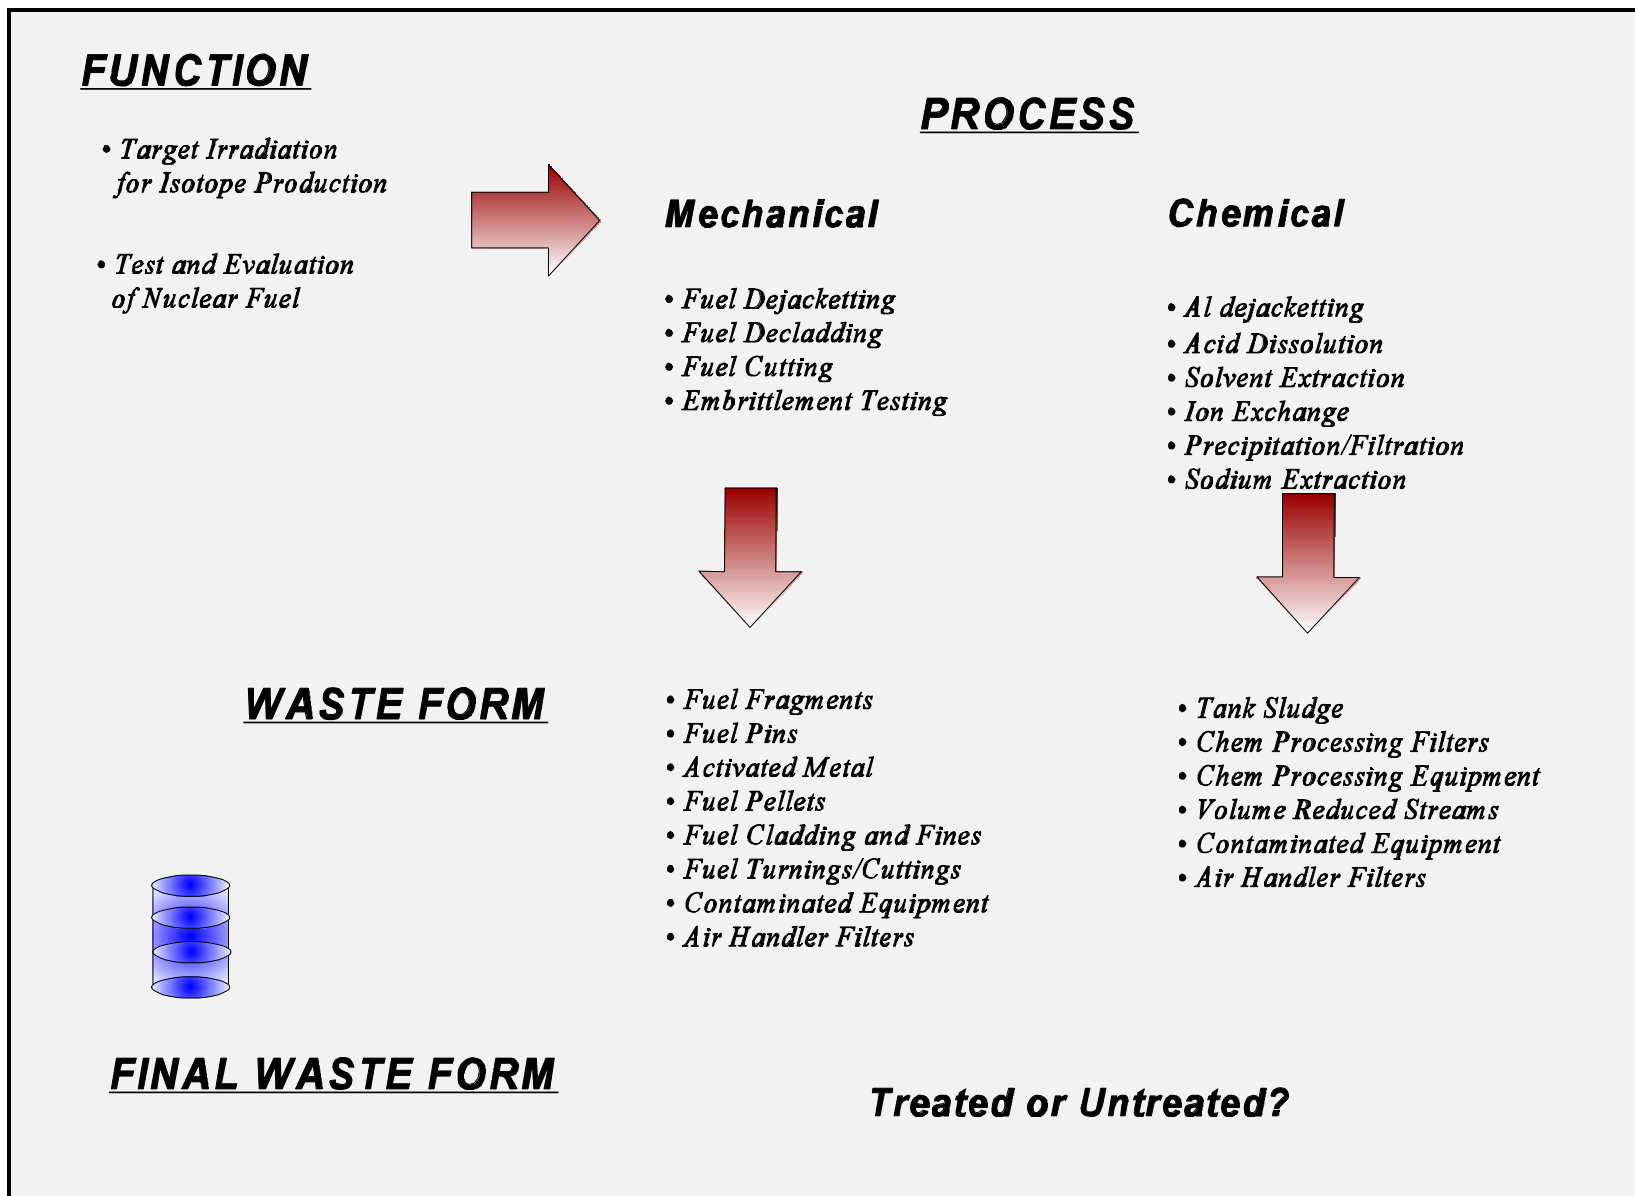 FUNCTION
• Target Irradiation
for Isotope Production
• Test and Evaluation
of Nuclear Fuel
PROCESS
Mechanical
• Fuel Dejacketting
• Fuel Decladding
• Fuel Cutting
• Embrittlement Testing
Chemical
• Al dejacketting
• Acid Dissolution
• Solvent Extraction
• Ion Exchange
• Precipitation/Filtration
• Sodium Extraction
WASTE FORM
• Fuel Fragments
• Fuel Pins
• Activated Metal
• Fuel Pellets
• Fuel Cladding and Fines
• Fuel Turnings/Cuttings
• Contaminated Equipment
• Air Handler Filters
• Tank Sludge
• Chem Processing Filters
• Chem Processing Equipment
• Volume Reduced Streams
• Contaminated Equipment
• Air Handler Filters
FINAL WASTE FORM
Treated or Untreated?